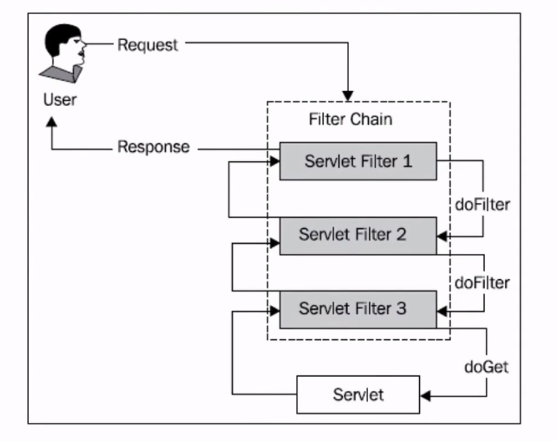 Request
User
Filter Chain
Response
Servlet Filter 1
doFilter
Servlet Filter 2
doFilter
Servlet Filter 3
doGet
Servlet